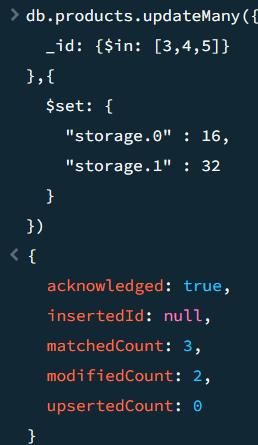 > db.products.updateMany({
_id: {$in: [3,4,5]}
},{
$set: {
"storage.0" : 16,
"storage.1" : 32
}
})
< {
acknowledged: true,
insertedId: null,
matchedCount: 3,
modifiedCount: 2,
upsertedCount: 0
}